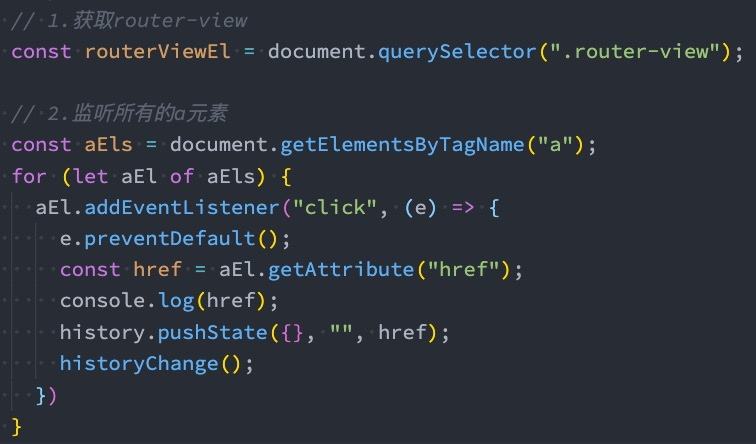 // 1.获取router-view
const routerViewEl = document.querySelector(".router-view");
// 2.监听所有的a元素
const aEls = document.getElementsByTagName("a");
for (let aEl of aEls) {
  aEl.addEventListener("click", (e) => {
    e.preventDefault();
    const href = aEl.getAttribute("href");
    console.log(href);
    history.pushState({}, "", href);
    historyChange();
  })
}